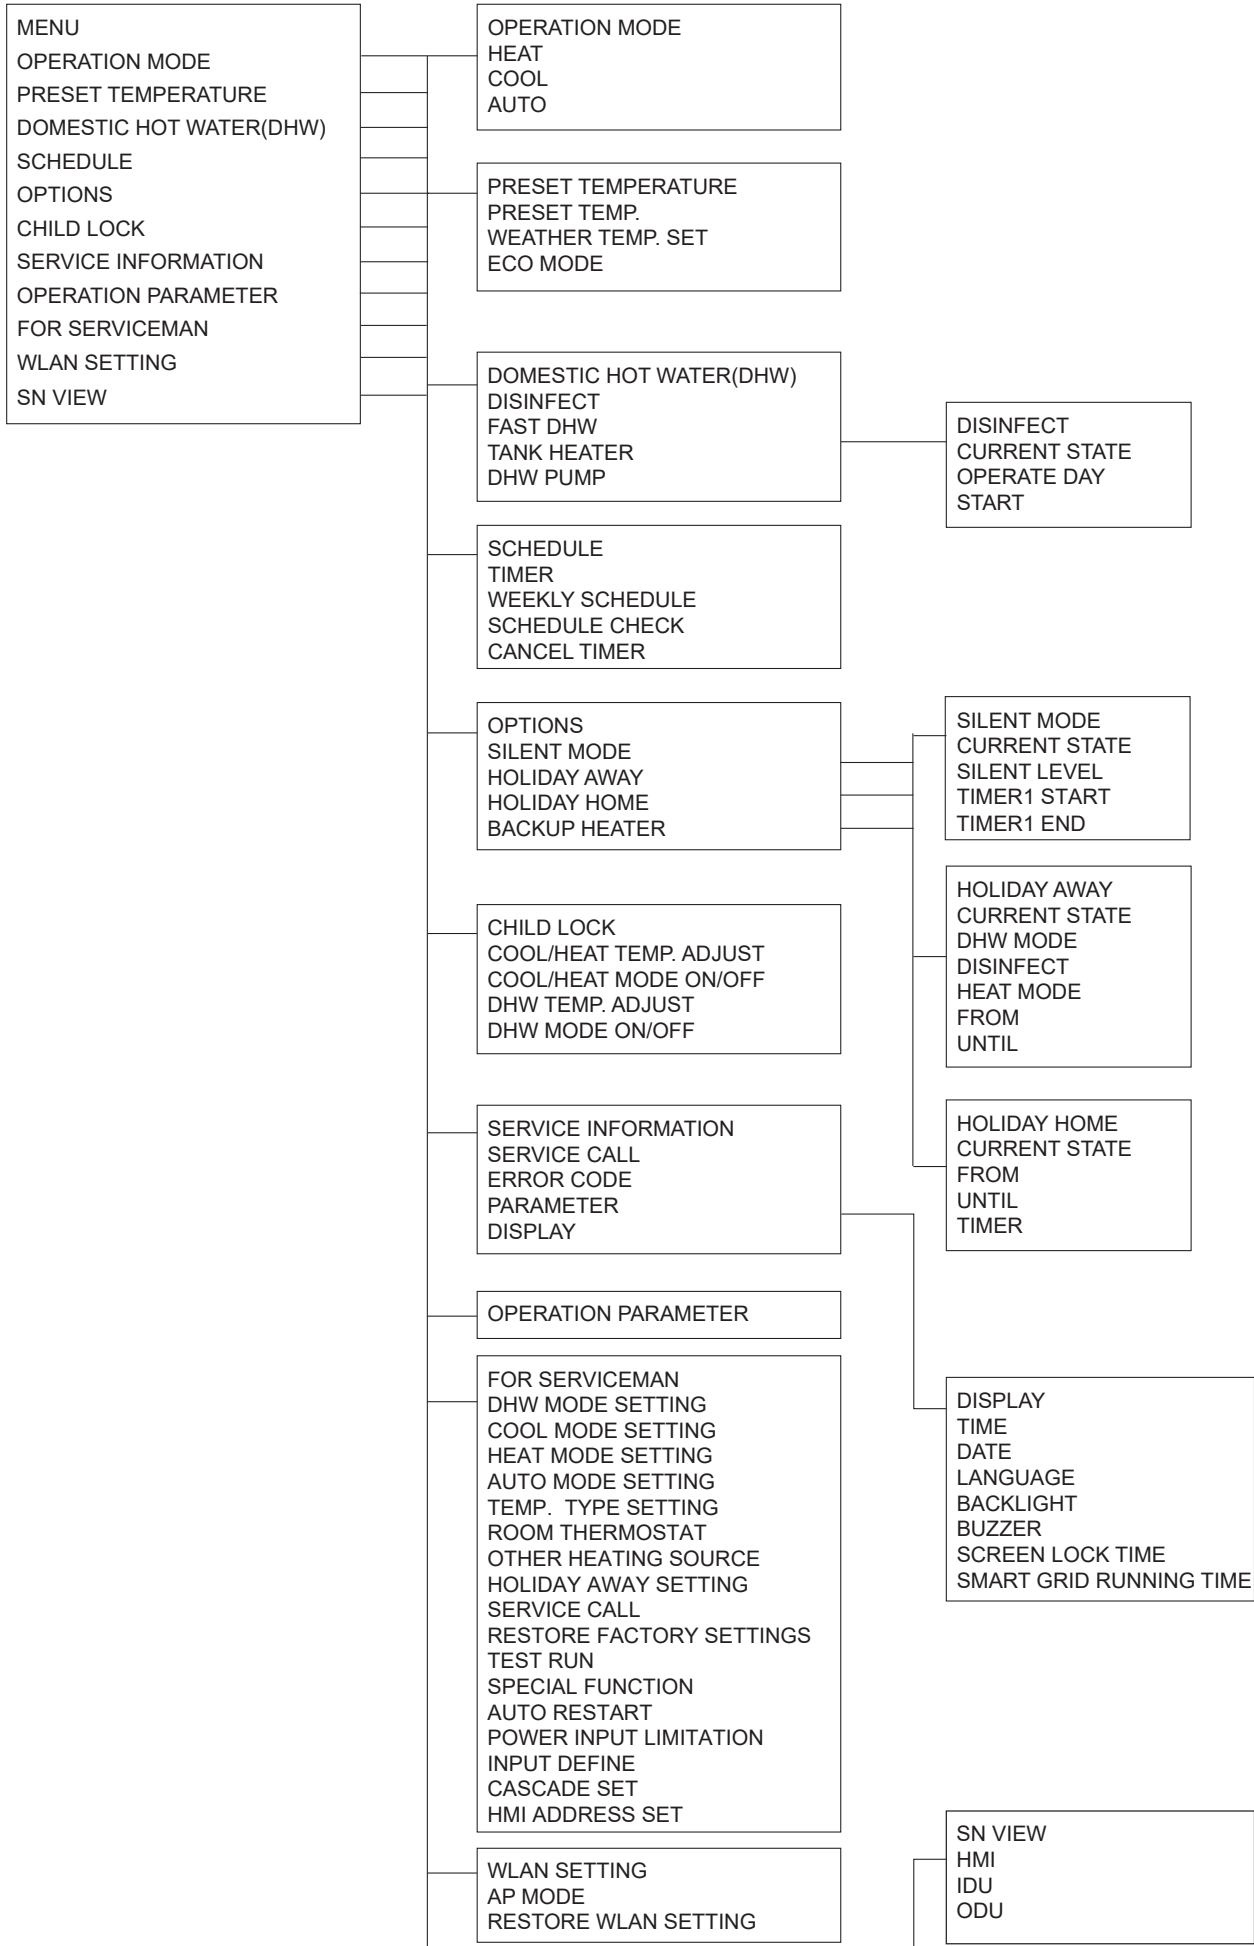 MENU
OPERATION MODE
PRESET TEMPERATURE
DOMESTIC HOT WATER(DHW)
SCHEDULE
OPTIONS
CHILD LOCK
SERVICE INFORMATION
OPERATION PARAMETER
FOR SERVICEMAN
WLAN SETTING
SN VIEW
OPERATION MODE
HEAT
COOL
AUTO
PRESET TEMPERATURE
PRESET TEMP.
WEATHER TEMP. SET
ECO MODE
DOMESTIC HOT WATER(DHW)
DISINFECT
FAST DHW
TANK HEATER
DHW PUMP
DISINFECT
CURRENT STATE
OPERATE DAY
START
SCHEDULE
TIMER
WEEKLY SCHEDULE
SCHEDULE CHECK
CANCEL TIMER
OPTIONS
SILENT MODE
HOLIDAY AWAY
HOLIDAY HOME
BACKUP HEATER
SILENT MODE
CURRENT STATE
SILENT LEVEL
TIMER1 START
TIMER1 END
HOLIDAY AWAY
CURRENT STATE
DHW MODE
DISINFECT
HEAT MODE
FROM
UNTIL
HOLIDAY HOME
CURRENT STATE
FROM
UNTIL
TIMER
CHILD LOCK
COOL/HEAT TEMP. ADJUST
COOL/HEAT MODE ON/OFF
DHW TEMP. ADJUST
DHW MODE ON/OFF
SERVICE INFORMATION
SERVICE CALL
ERROR CODE
PARAMETER
DISPLAY
DISPLAY
TIME
DATE
LANGUAGE
BACKLIGHT
BUZZER
SCREEN LOCK TIME
SMART GRID RUNNING TIME
OPERATION PARAMETER
FOR SERVICEMAN
DHW MODE SETTING
COOL MODE SETTING
HEAT MODE SETTING
AUTO MODE SETTING
TEMP. TYPE SETTING
ROOM THERMOSTAT
OTHER HEATING SOURCE
HOLIDAY AWAY SETTING
SERVICE CALL
RESTORE FACTORY SETTINGS
TEST RUN
SPECIAL FUNCTION
AUTO RESTART
POWER INPUT LIMITATION
INPUT DEFINE
CASCADE SET
HMI ADDRESS SET
WLAN SETTING
AP MODE
RESTORE WLAN SETTING
SN VIEW
HMI
IDU
ODU